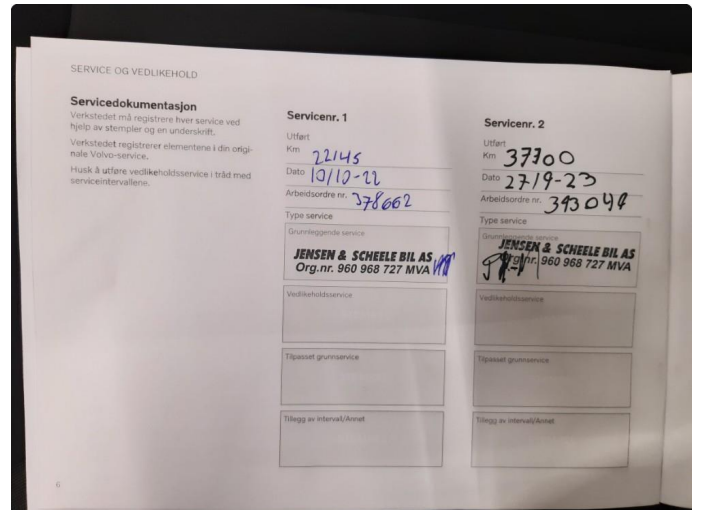 SERVICE OG VEDLIKEHOLD
Servicedokumentasjon
Verkstedet må registrere hver service ved
hjelp av stempler og en underskrift.
Verkstedet registrerer elementene i din origi-
nale Volvo-service.
Husk å utføre vedlikeholdsservice i tråd med
serviceintervallene.
Servicenr. 1
Utført
Km 22145
Dato 10/10-22
Arbeidsordre nr. 378662
Type service
Grunnleggende service
JENSEN & SCHEELE BIL AS
Org.nr. 960 968 727 MVA
Vedlikeholdsservice
Tilpasset grunnservice
Tillegg av intervall/Annet
Servicenr. 2
Utført
Km 37700
Dato 27/9-23
Arbeidsordre nr.
Type service
Grunnleggende service
JENSEN & SCHEELE BIL AS
Org.nr. 960 968 727 MVA
Vedlikeholdsservice
Tilpasset grunnservice
Tillegg av intervall/Annet
6